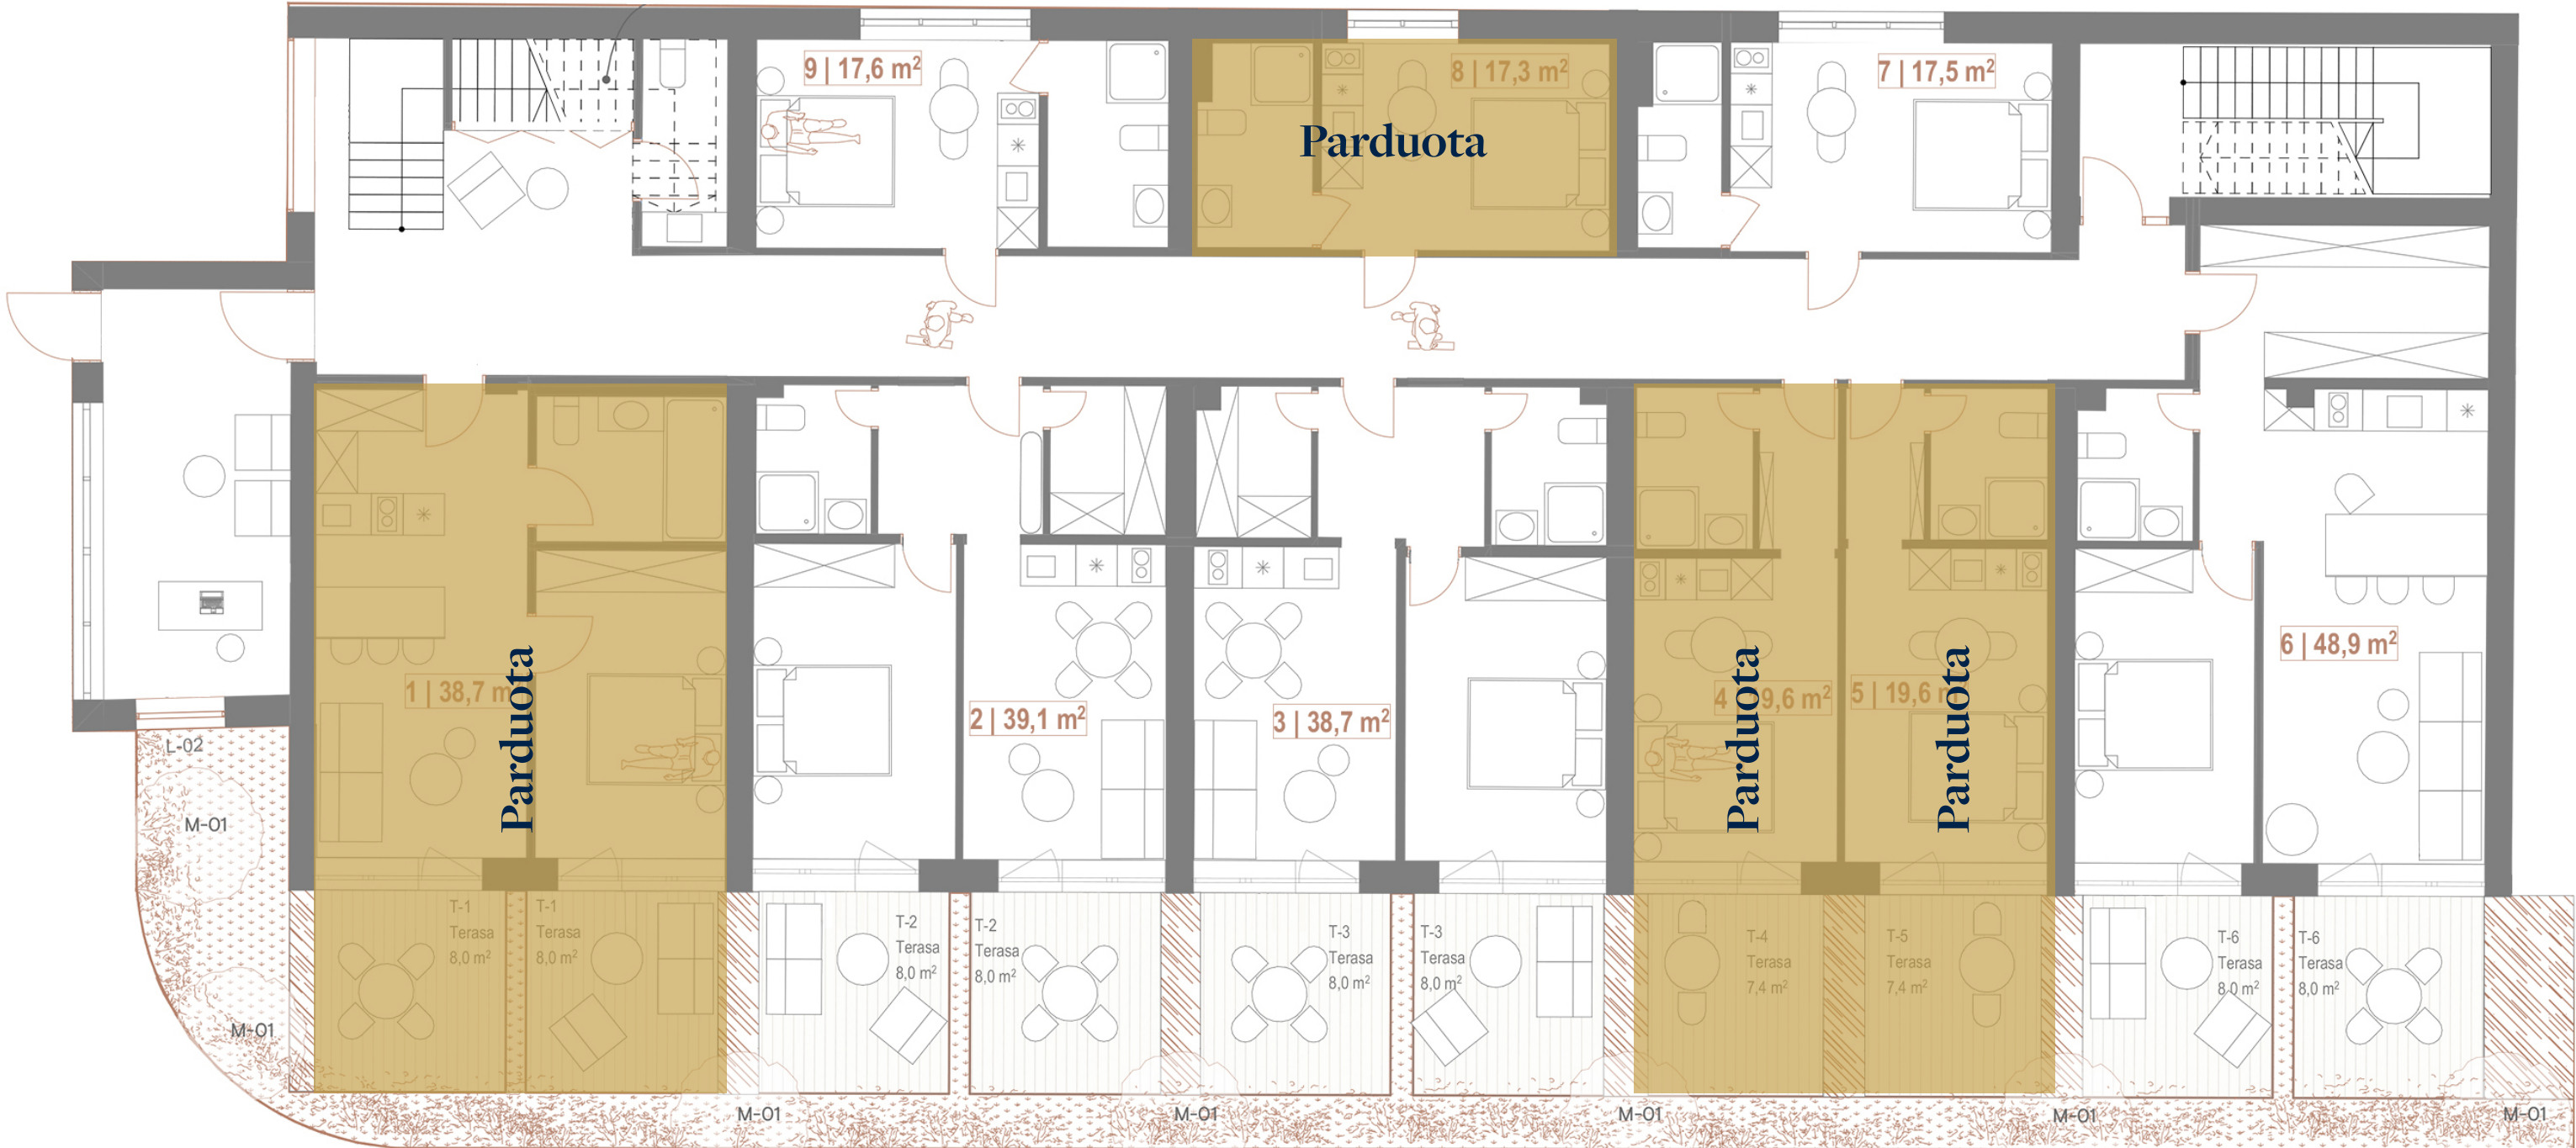 9 | 17,6 m²
8 | 17,3 m²
7 | 17,5 m²
Parduota
1 | 38,7 m²
Parduota
2 | 39,1 m²
3 | 38,7 m²
4 | 19,6 m²
Parduota
5 | 19,6 m²
Parduota
6 | 48,9 m²
L-02
M-01
M-01
T-1
Terasa
8,0 m²
T-1
Terasa
8,0 m²
T-2
Terasa
8,0 m²
T-2
Terasa
8,0 m²
T-3
Terasa
8,0 m²
T-3
Terasa
8,0 m²
T-4
Terasa
7,4 m²
T-5
Terasa
7,4 m²
T-6
Terasa
8,0 m²
T-6
Terasa
8,0 m²
M-01
M-01
M-01
M-01
M-01